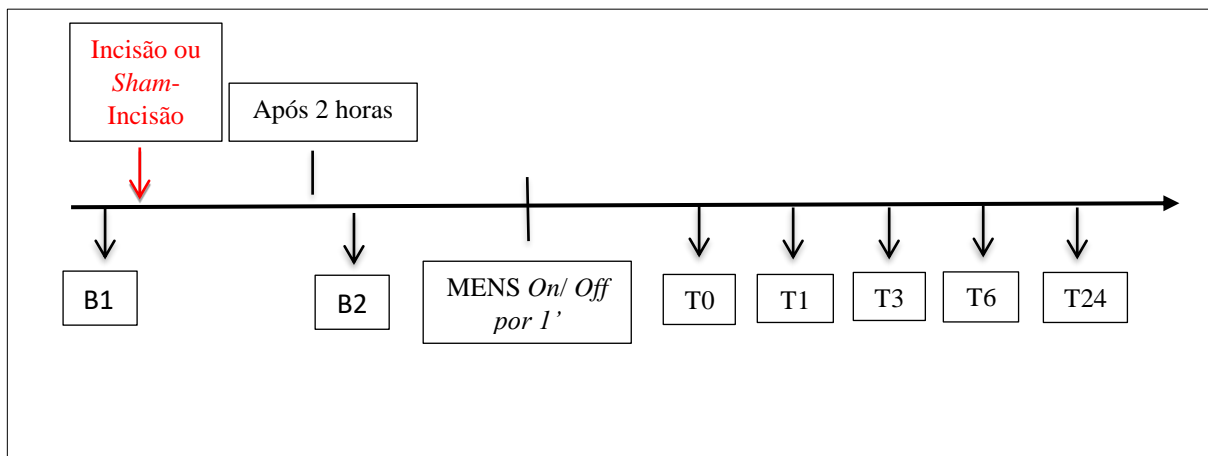 Incisão ou
Sham-
Incisão
Após 2 horas
B1
B2
MENS On/ Off
por 1’
T0
T1
T3
T6
T24